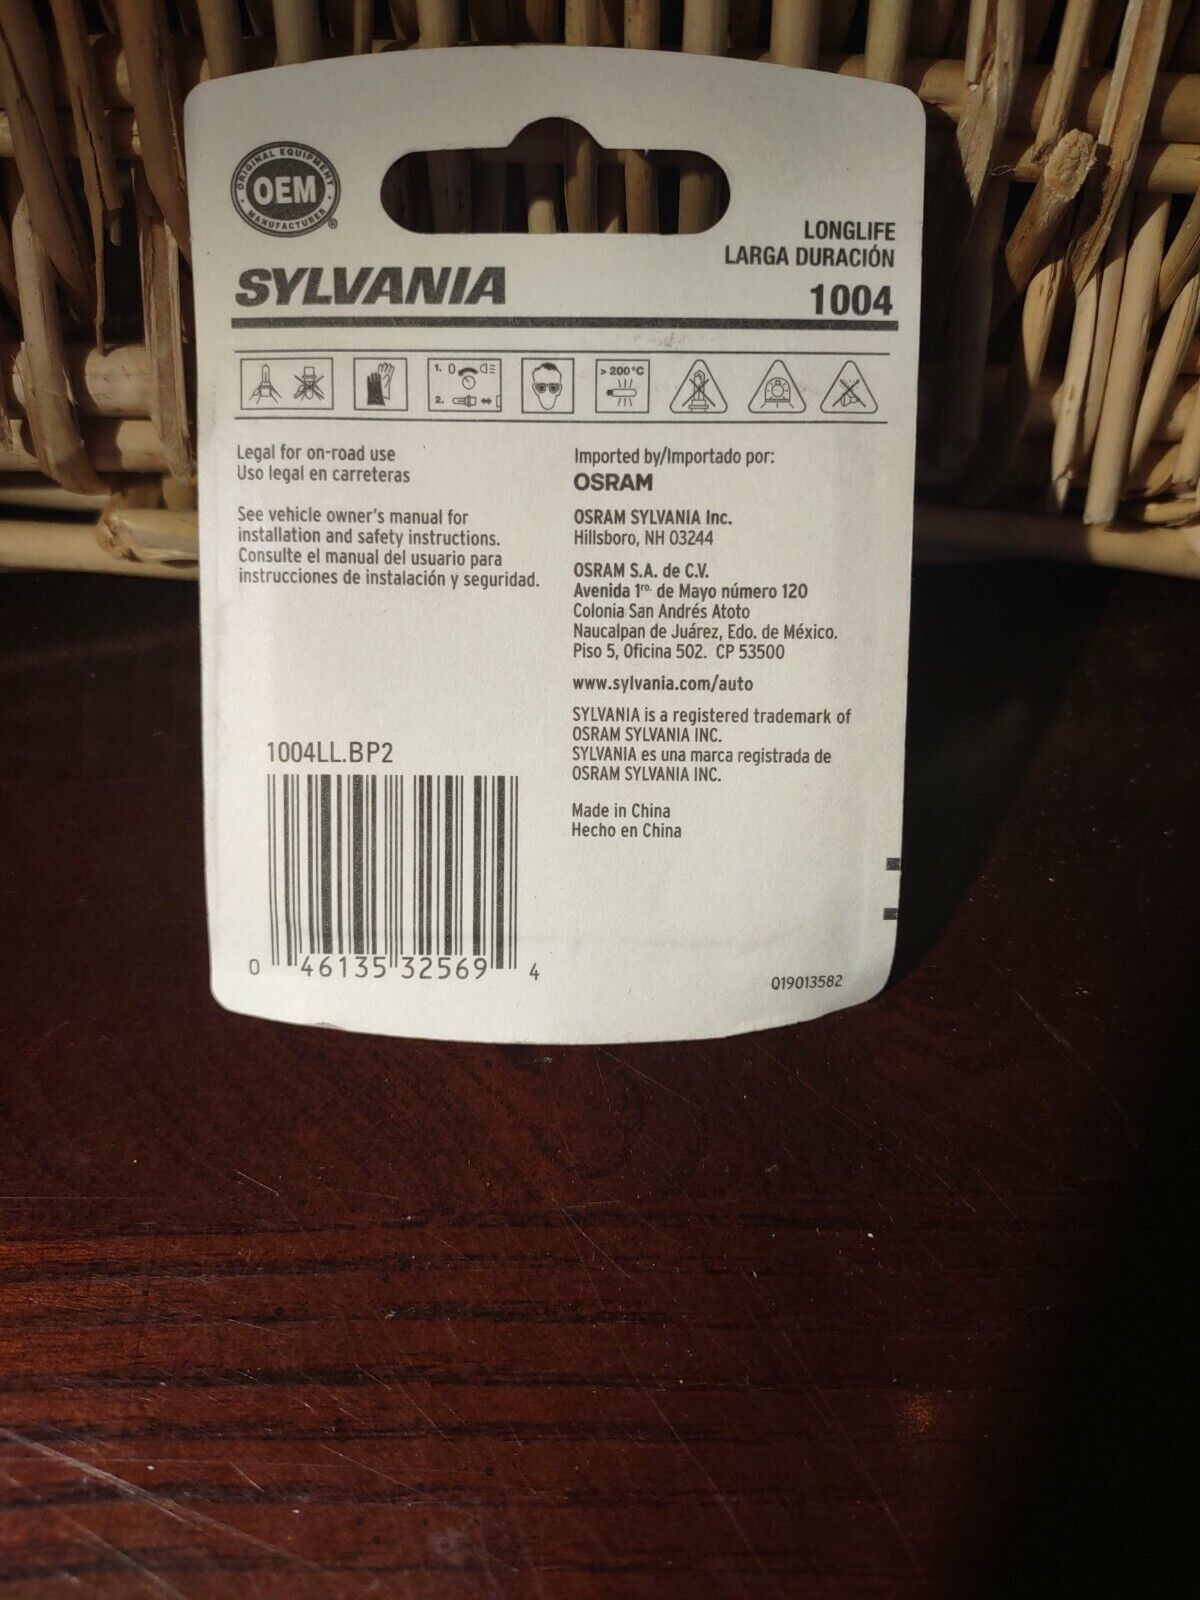 ORIGINAL EQUIPMENT
OEM
MANUFACTURER
®
LONGLIFE
LARGA DURACIÓN
SYLVANIA
1004
1. 0
2.
> 200°C
Legal for on-road use
Uso legal en carreteras
See vehicle owner's manual for
installation and safety instructions.
Consulte el manual del usuario para
instrucciones de instalación y seguridad.
1004LL.BP2
0 46135 32569 4
Imported by/Importado por:
OSRAM
OSRAM SYLVANIA Inc.
Hillsboro, NH 03244
OSRAM S.A. de C.V.
Avenida 1ro. de Mayo número 120
Colonia San Andrés Atoto
Naucalpan de Juárez, Edo. de México.
Piso 5, Oficina 502. CP 53500
www.sylvania.com/auto
SYLVANIA is a registered trademark of
OSRAM SYLVANIA INC.
SYLVANIA es una marca registrada de
OSRAM SYLVANIA INC.
Made in China
Hecho en China
Q19013582